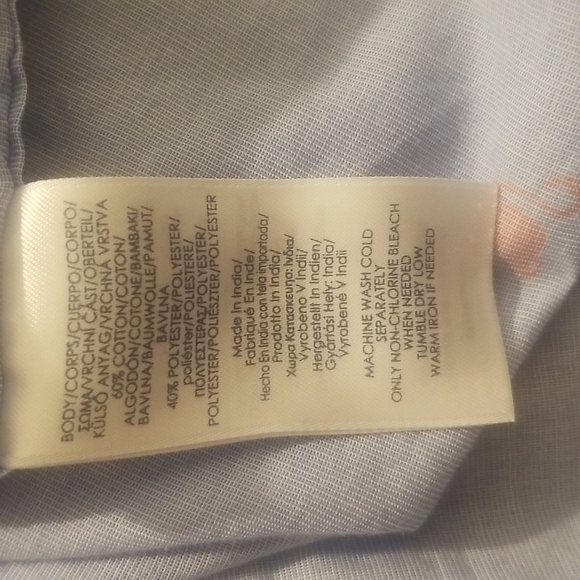 BODY/CORPS/CUERPO/CORPO/
ΣΩΜΑ/VRCHNÍ ČÁST/OBERTEIL/
KÜLSŐ ANYAG/VRCHNÁ VRSTVA
60% COTTON/COTON/
ALGODÓN/COTONE/BAMBAKI/
BAVLNA/BAUMWOLLE/PAMUT/
BAVLNA
40% POLYESTER/POLYESTER/
poliéster/POLIESTERE/
ΠΟΛΥΕΣΤΕΡΑΣ/POLYESTER/
POLYESTER/POLIÉSZTER/POLYESTER
Made In India/
Fabriqué En Inde/
Hecho En India con tela importada/
Prodotto In India/
Χωρα Κατασκευης: Ινδια/
Vyrobeno V Indii/
Hergestellt In Indien/
Gyártási Hely: India/
Vyrobené V Indii
MACHINE WASH COLD
SEPARATELY
ONLY NON-CHLORINE BLEACH
WHEN NEEDED
TUMBLE DRY LOW
WARM IRON IF NEEDED